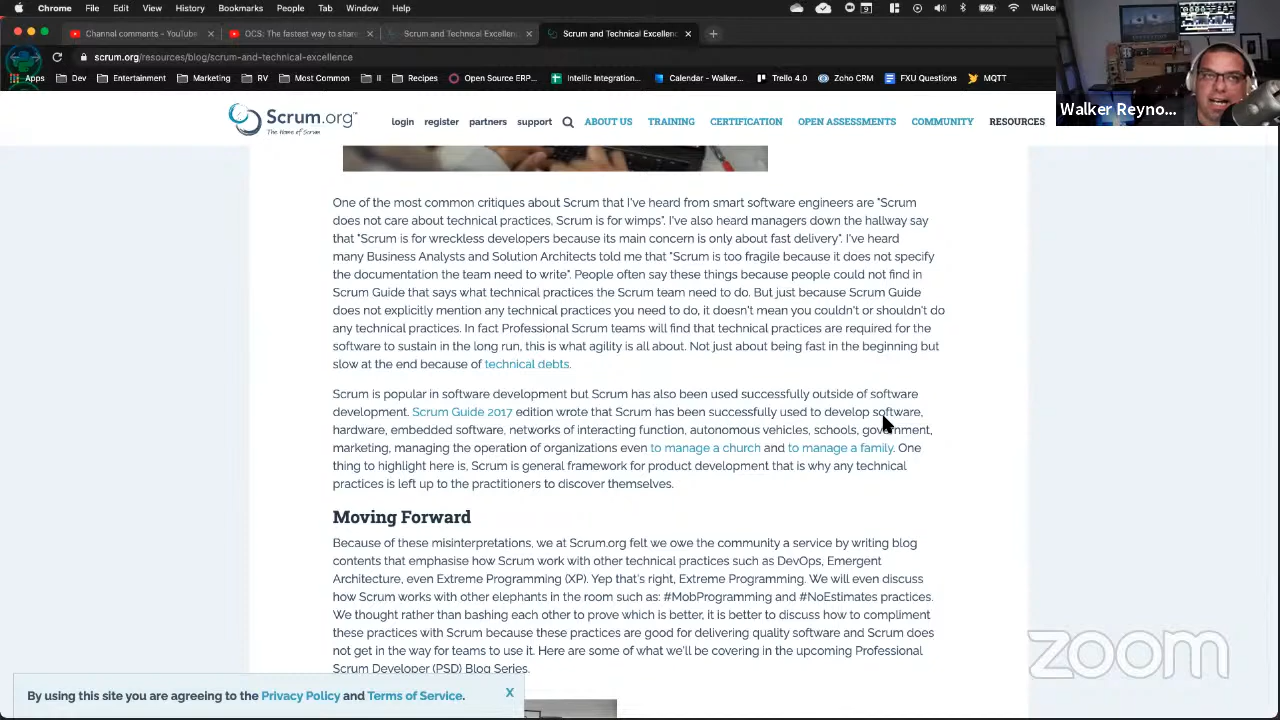 Chrome File Edit View History Bookmarks People Tab Window Help Walke
Channel comments - YouTube
DCS: The fastest way to share
Scrum and Technical Excellenc
Scrum and Technical Excellenc
scrum.org/resources/blog/scrum-and-technical-excellence
Apps Dev Entertainment Marketing RV Most Common II Recipes Open Source ERP... Intellic Integration... Calendar - Walker... Trello 4.0 Zoho CRM FXU Questions MQTT
Walker Reyno...
Scrum.org™
The Home of Scrum
login register partners support ABOUT US TRAINING CERTIFICATION OPEN ASSESSMENTS COMMUNITY RESOURCES
One of the most common critiques about Scrum that I've heard from smart software engineers are "Scrum
does not care about technical practices, Scrum is for wimps". I've also heard managers down the hallway say
that "Scrum is for wreckless developers because its main concern is only about fast delivery". I've heard
many Business Analysts and Solution Architects told me that "Scrum is too fragile because it does not specify
the documentation the team need to write". People often say these things because people could not find in
Scrum Guide that says what technical practices the Scrum team need to do. But just because Scrum Guide
does not explicitly mention any technical practices you need to do, it doesn't mean you couldn't or shouldn't do
any technical practices. In fact Professional Scrum teams will find that technical practices are required for the
software to sustain in the long run, this is what agility is all about. Not just about being fast in the beginning but
slow at the end because of technical debts.
Scrum is popular in software development but Scrum has also been used successfully outside of software
development. Scrum Guide 2017 edition wrote that Scrum has been successfully used to develop software,
hardware, embedded software, networks of interacting function, autonomous vehicles, schools, government,
marketing, managing the operation of organizations even to manage a church and to manage a family. One
thing to highlight here is, Scrum is general framework for product development that is why any technical
practices is left up to the practitioners to discover themselves.
Moving Forward
Because of these misinterpretations, we at Scrum.org felt we owe the community a service by writing blog
contents that emphasise how Scrum work with other technical practices such as DevOps, Emergent
Architecture, even Extreme Programming (XP). Yep that's right, Extreme Programming. We will even discuss
how Scrum works with other elephants in the room such as: #MobProgramming and #NoEstimates practices.
We thought rather than bashing each other to prove which is better, it is better to discuss how to compliment
these practices with Scrum because these practices are good for delivering quality software and Scrum does
not get in the way for teams to use it. Here are some of what we'll be covering in the upcoming Professional
Scrum Developer (PSD) Blog Series.
zoom
By using this site you are agreeing to the Privacy Policy and Terms of Service. X